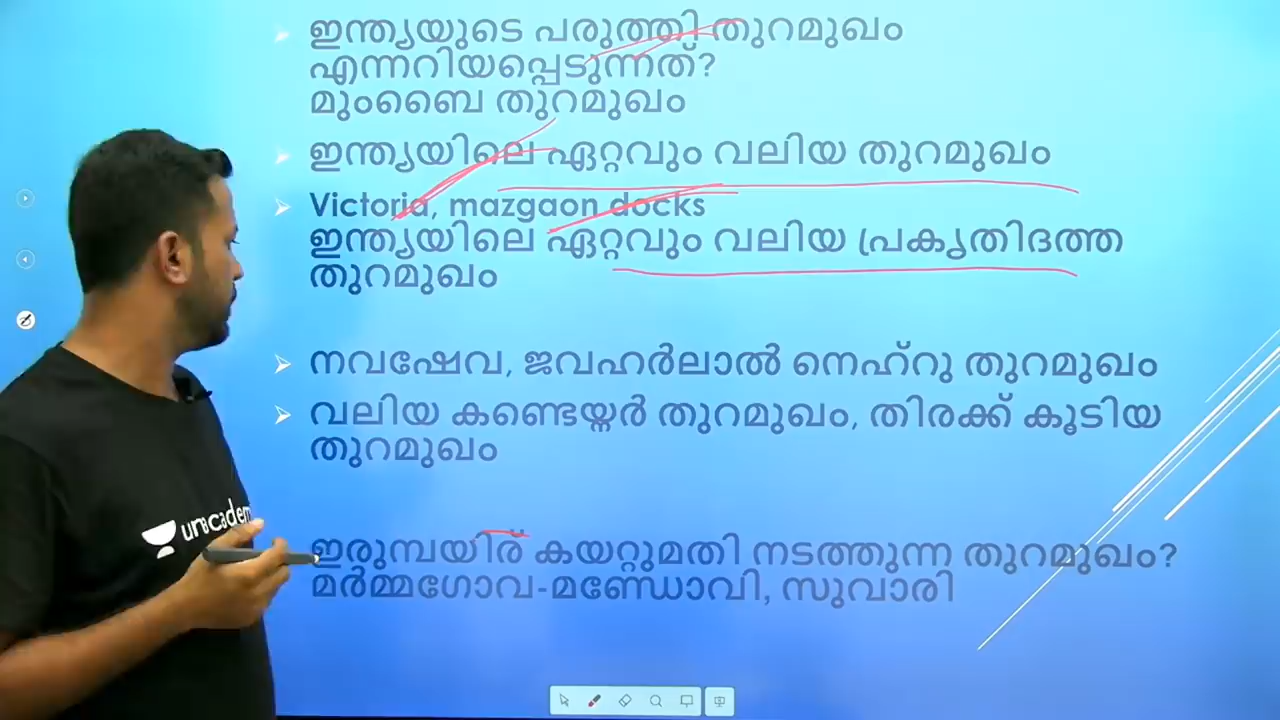 ഇന്ത്യയുടെ പരുത്തി തുറമുഖം
എന്നറിയപ്പെടുന്നത്?
മുംബൈ തുറമുഖം
ഇന്ത്യയിലെ ഏറ്റവും വലിയ തുറമുഖം
Victoria, mazgaon docks
ഇന്ത്യയിലെ ഏറ്റവും വലിയ പ്രകൃതിദത്ത
തുറമുഖം
നവഷേവ, ജവഹർലാൽ നെഹ്റു തുറമുഖം
വലിയ കണ്ടെയ്നർ തുറമുഖം, തിരക്ക് കൂടിയ
തുറമുഖം
ഇരുമ്പയിര് കയറ്റുമതി നടത്തുന്ന തുറമുഖം?
മർമ്മഗോവ-മണ്ഡോവി, സുവാരി
unacadem